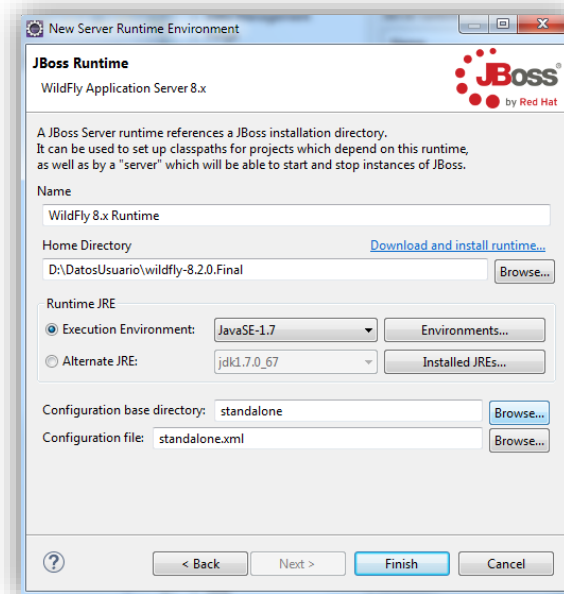 New Server Runtime Environment
JBoss Runtime
WildFly Application Server 8.x
JBoss®
by Red Hat
A JBoss Server runtime references a JBoss installation directory.
It can be used to set up classpaths for projects which depend on this runtime,
as well as by a "server" which will be able to start and stop instances of JBoss.
Name
WildFly 8.x Runtime
Home Directory Download and install runtime...
D:\DatosUsuario\wildfly-8.2.0.Final Browse...
Runtime JRE
Execution Environment: JavaSE-1.7 Environments...
Alternate JRE: jdk1.7.0_67 Installed JREs...
Configuration base directory: standalone Browse...
Configuration file: standalone.xml Browse...
? < Back Next > Finish Cancel